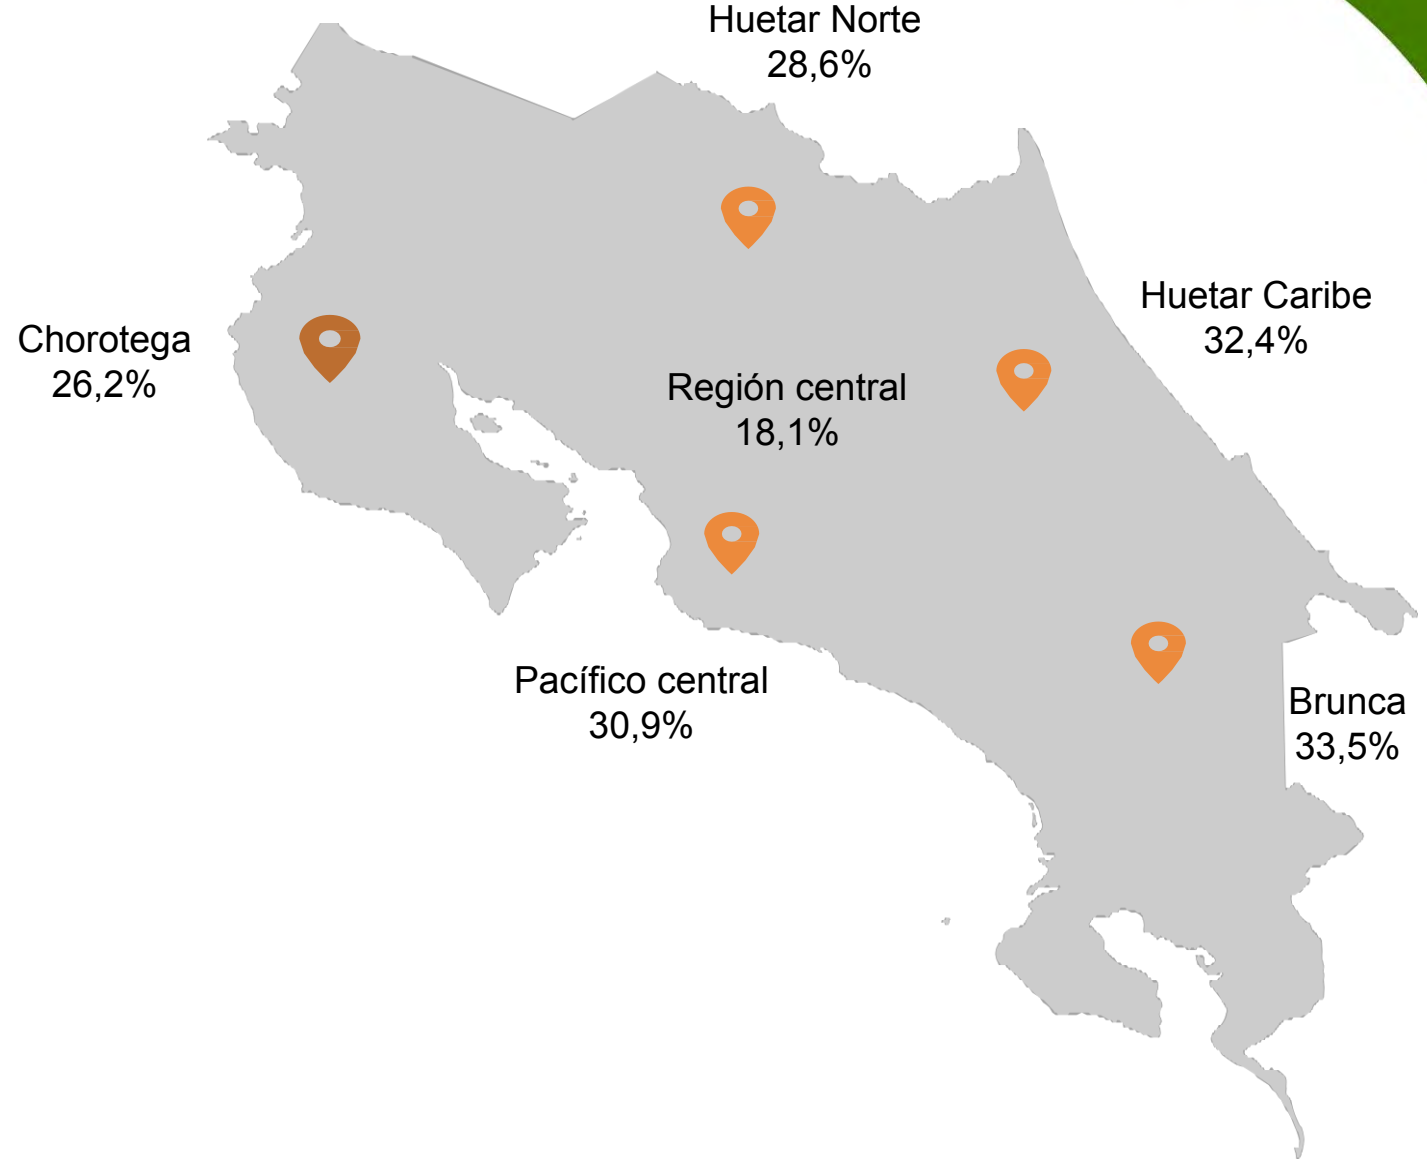 Huetar Norte
28,6%
Huetar Caribe
32,4%
Chorotega
26,2%
Región central
18,1%
Pacífico central
30,9%
Brunca
33,5%